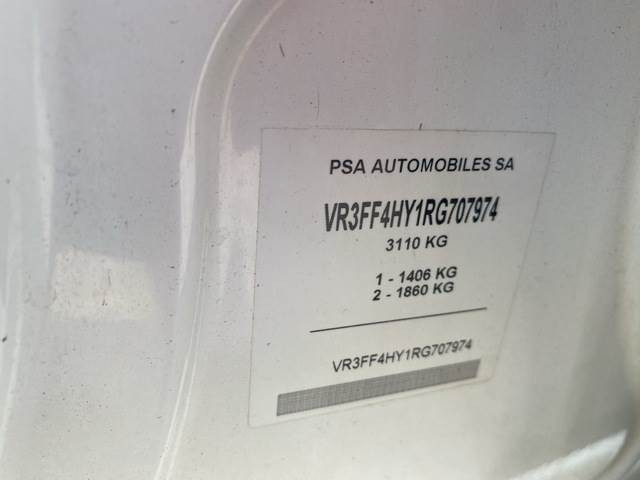 PSA AUTOMOBILES SA
VR3FF4HY1RG707974
3110 KG
1 - 1406 KG
2 - 1860 KG
VR3FF4HY1RG707974